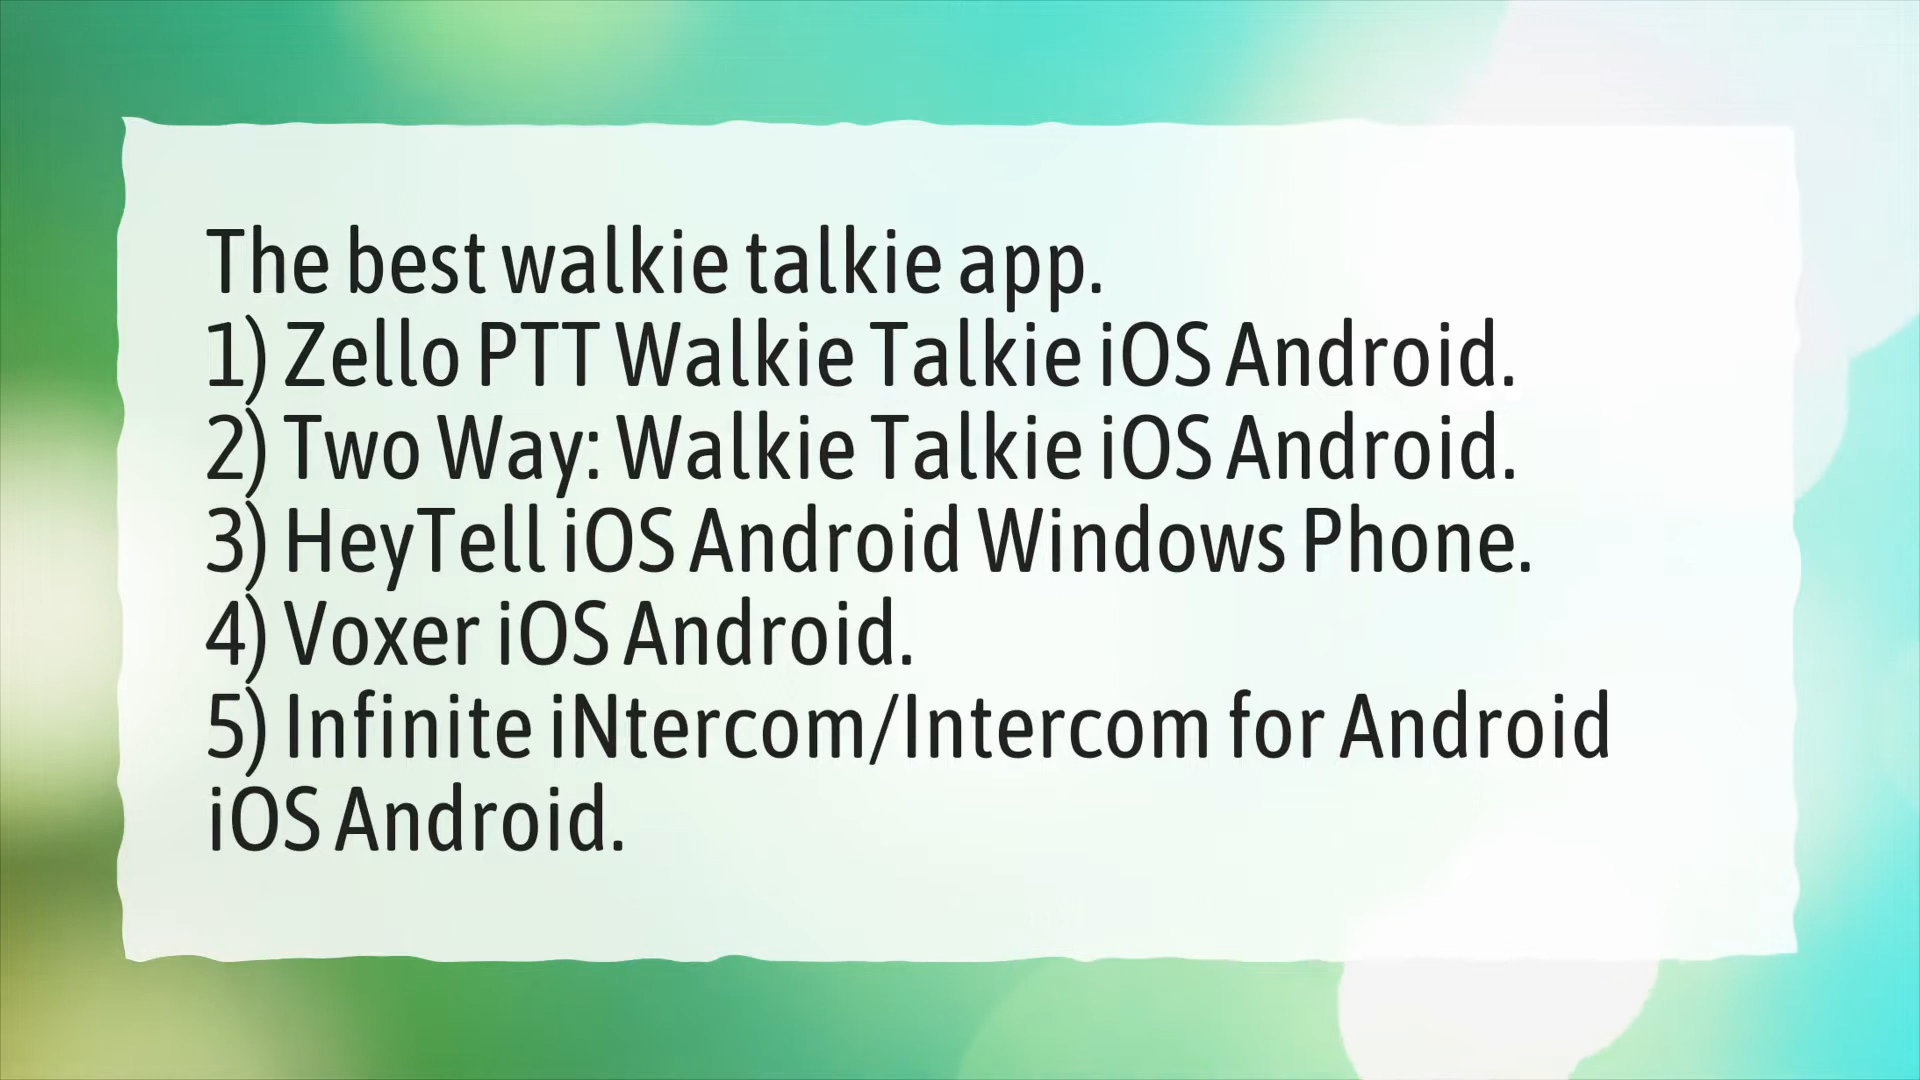 The best walkie talkie app.
1) Zello PTT Walkie Talkie iOS Android.
2) Two Way: Walkie Talkie iOS Android.
3) HeyTell iOS Android Windows Phone.
4) Voxer iOS Android.
5) Infinite iNtercom/Intercom for Android
iOS Android.